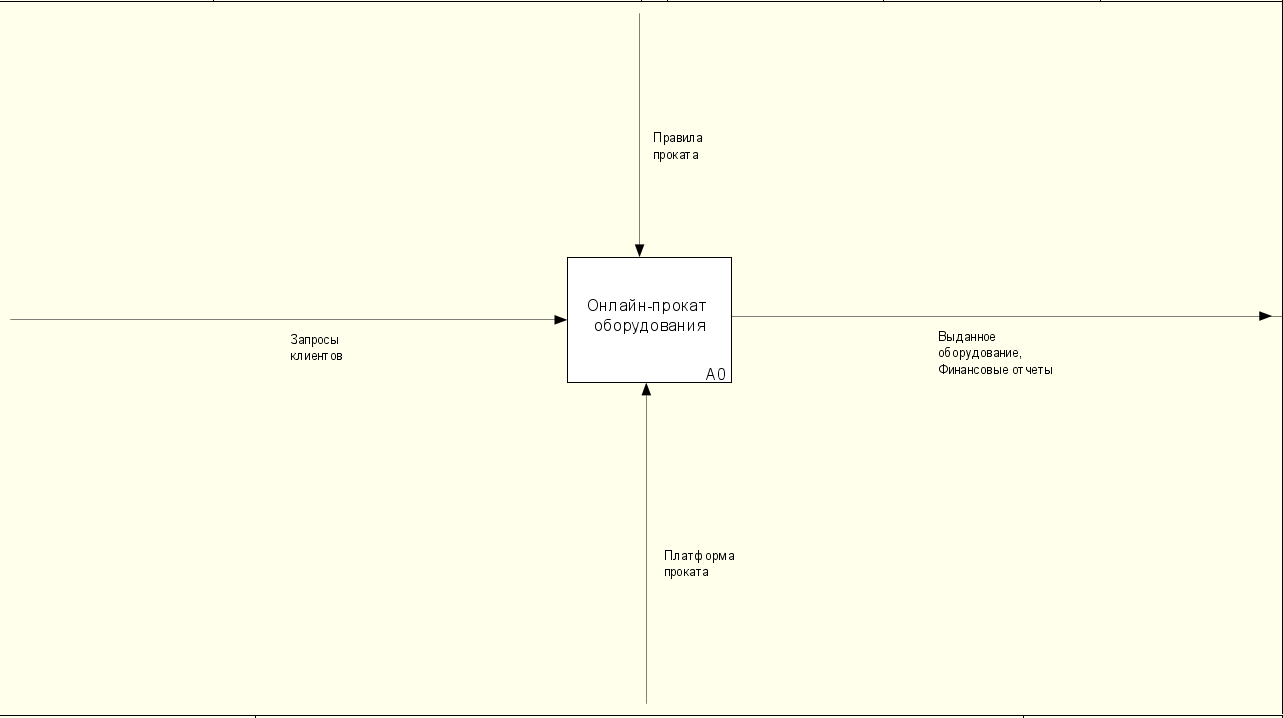 Правила
проката
Онлайн-прокат
оборудования
A0
Запросы
клиентов
Выданное
оборудование,
Финансовые отчеты
Платформа
проката